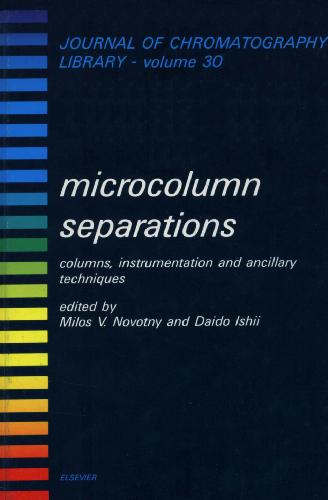 JOURNAL OF CHROMATOGRAPHY
LIBRARY - volume 30
microcolumn
separations
columns, instrumentation and ancillary
techniques
edited by
Milos V. Novotny and Daido Ishii
ELSEVIER